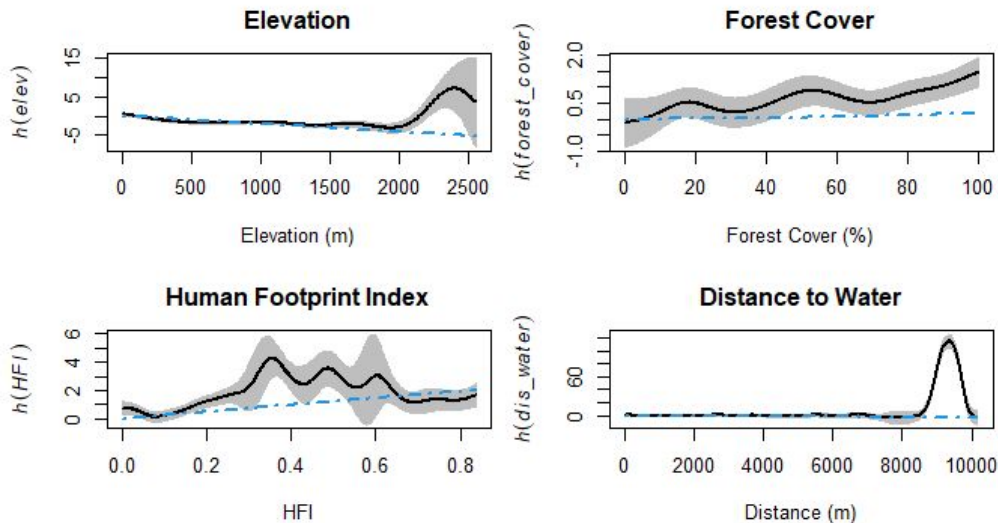 Elevation
h(elev)
-5 5 15
0 500 1000 1500 2000 2500
Elevation (m)
Forest Cover
h(forest_cover)
-1.0 0.5 2.0
0 20 40 60 80 100
Forest Cover (%)
Human Footprint Index
h(HFI)
0 2 4 6
0.0 0.2 0.4 0.6 0.8
HFI
Distance to Water
h(dis_water)
0 60
0 2000 4000 6000 8000 10000
Distance (m)